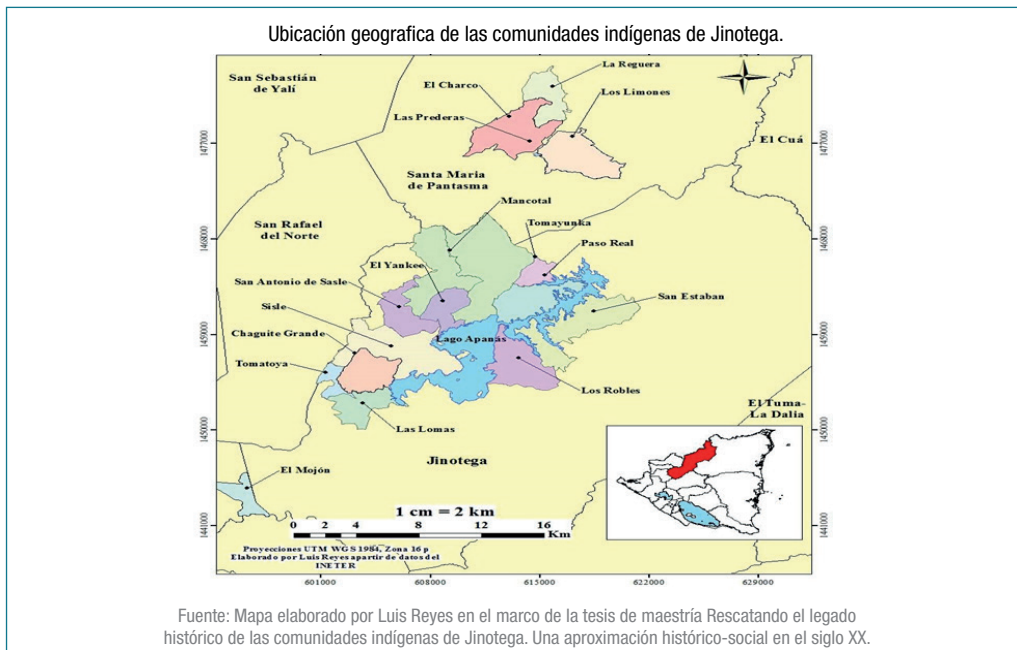 Ubicación geografica de las comunidades indígenas de Jinotega.
San Sebastián
de Yalí
La Reguera
El Charco
Los Limones
Las Prederas
El Cuá
1477000
1477000
Santa Maria
de Pantasma
Mancotal
San Rafael
del Norte
Tomayunka
1468000
1468000
Paso Real
El Yankee
San Antonio de Sasle
San Estaban
Sisle
Chaguite Grande
Lago Apanás
1459000
1459000
Tomatoya
Los Robles
El Tuma-
La Dalia
Las Lomas
1450000
1450000
Jinotega
El Mojón
1 cm = 2 km
0 2 4 8 12 16
Km
1441000
1441000
Proyecciones UTM WGS 1984, Zona 16 p
Elaborado por Luis Reyes apartir de datos del
INETER
601000 608000 615000 622000 629000
Fuente: Mapa elaborado por Luis Reyes en el marco de la tesis de maestría Rescatando el legado
histórico de las comunidades indígenas de Jinotega. Una aproximación histórico-social en el siglo XX.